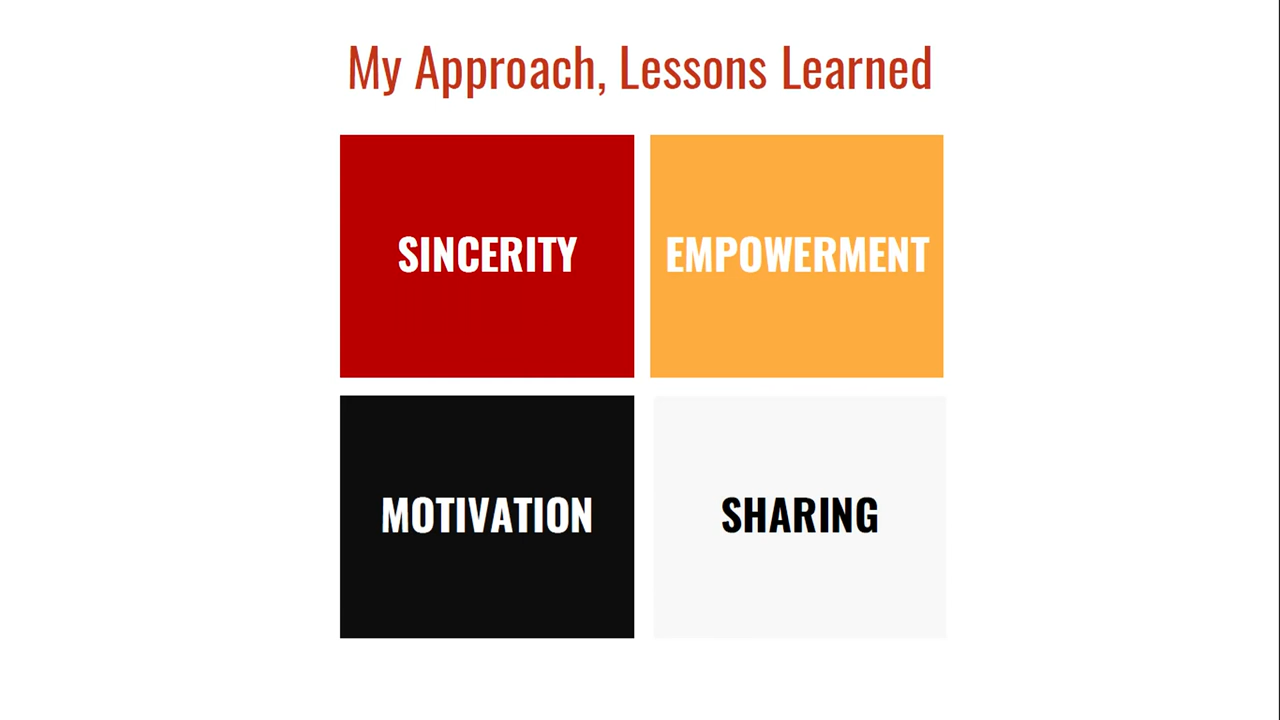 My Approach, Lessons Learned
SINCERITY
EMPOWERMENT
MOTIVATION
SHARING